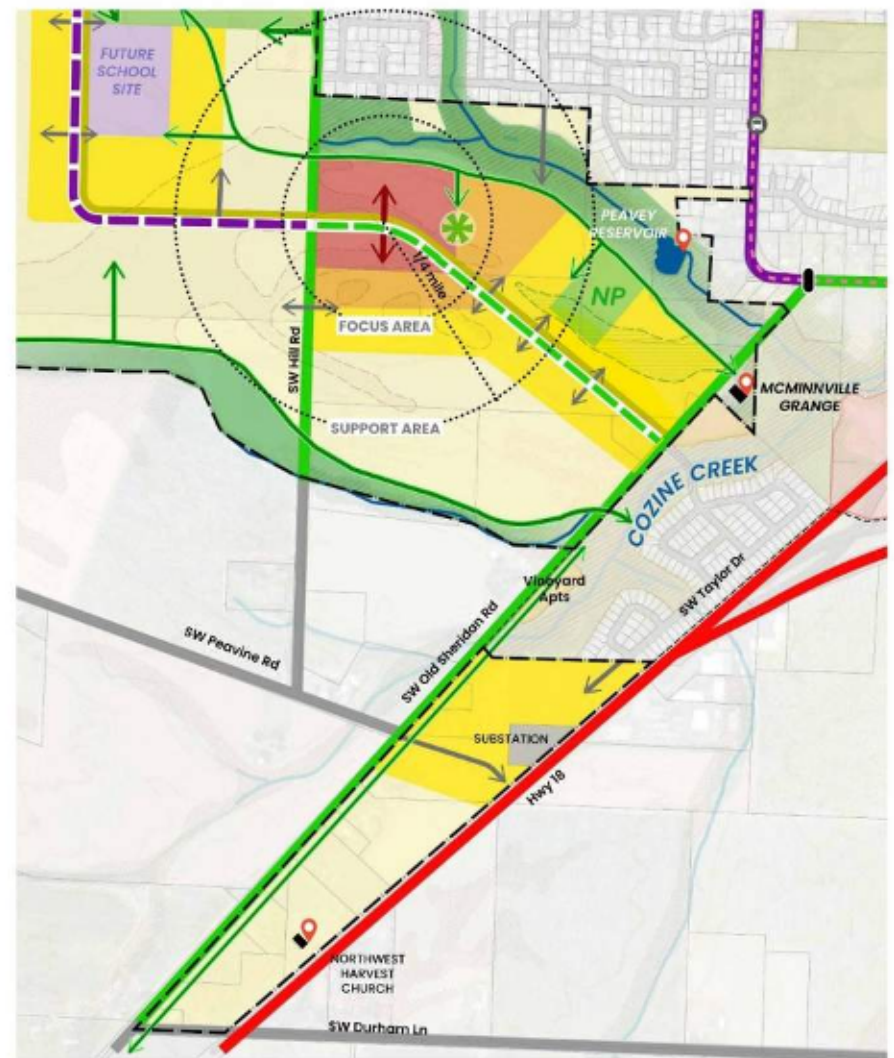 FUTURE
SCHOOL
SITE
PEAVEY
RESERVOIR
1/4 mile
NP
FOCUS AREA
SW Hill Rd
SUPPORT AREA
MCMINNVILLE
GRANGE
COZINE CREEK
Vineyard
Apts
SW Taylor Dr
SW Old Sheridan Rd
SW Peavine Rd
SUBSTATION
Hwy 18
NORTHWEST
HARVEST
CHURCH
SW Durham Ln